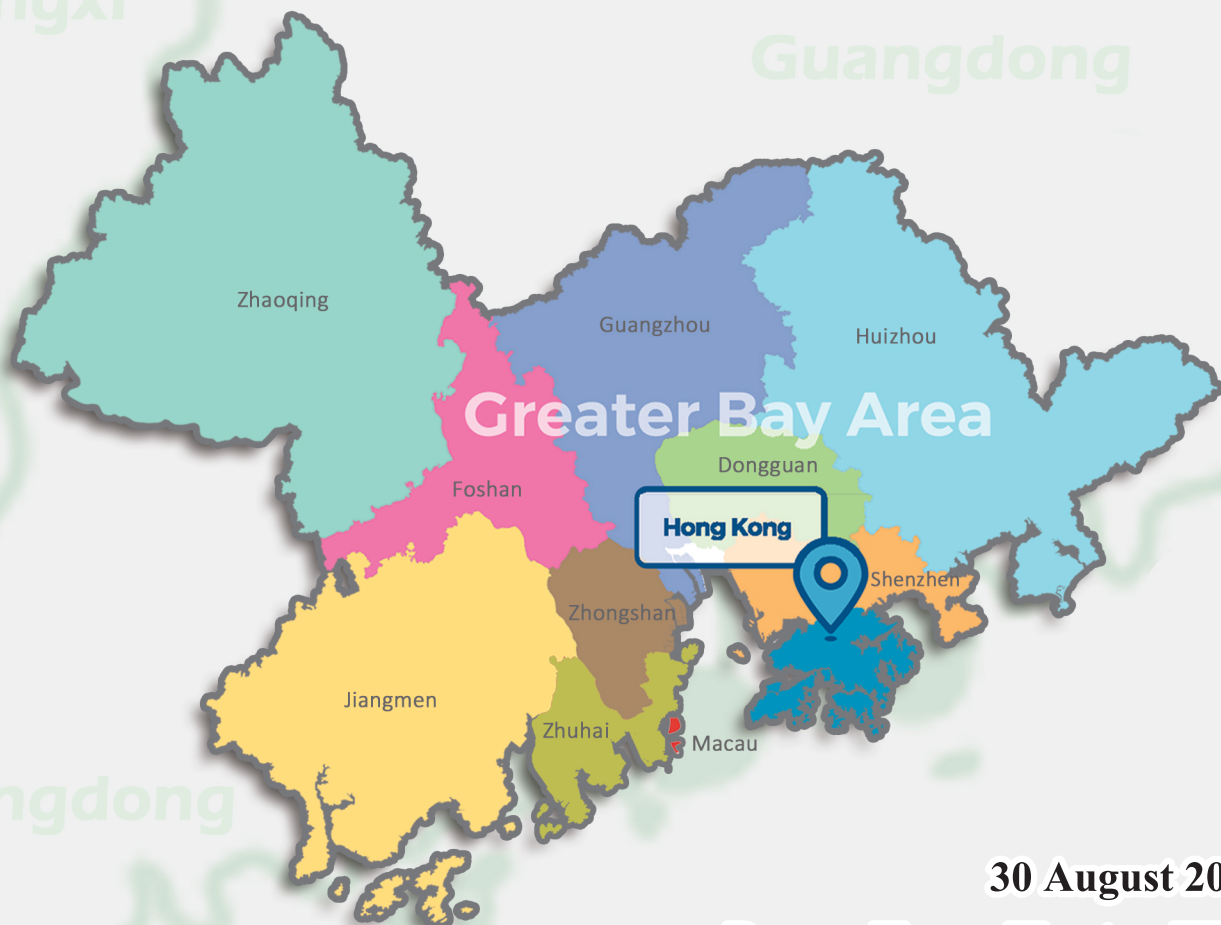 Guangdong
Zhaoqing
Guangzhou
Huizhou
Greater Bay Area
Dongguan
Foshan
Hong Kong
Shenzhen
Zhongshan
Jiangmen
Zhuhai
Macau
ngdong
30 August 20